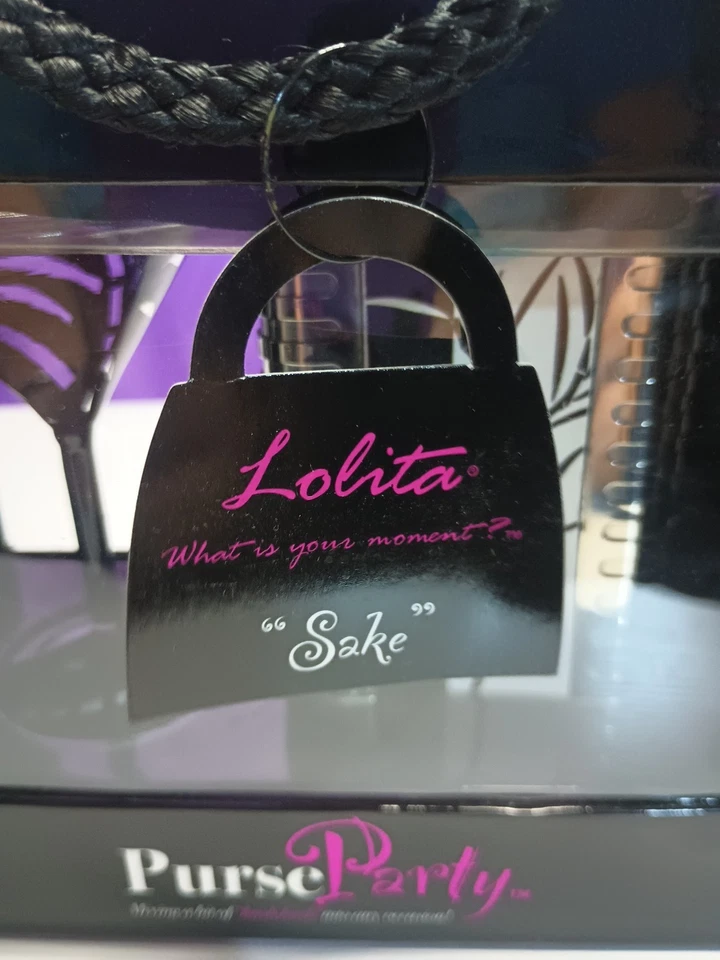 Lolita®
What is your moment?™
“Sake”
PurseParty™